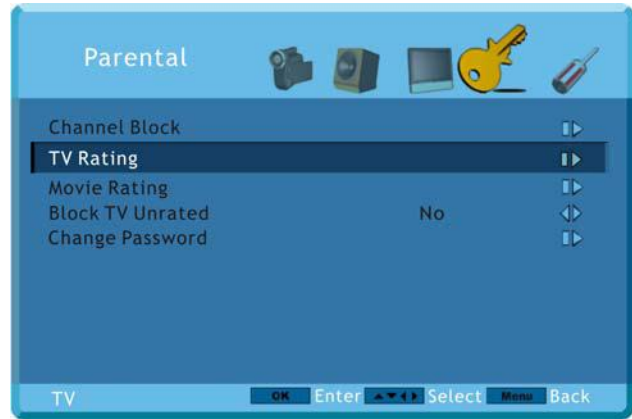 Parental
Channel Block
TV Rating
Movie Rating
Block TV Unrated No
Change Password
TV OK Enter Select Menu Back